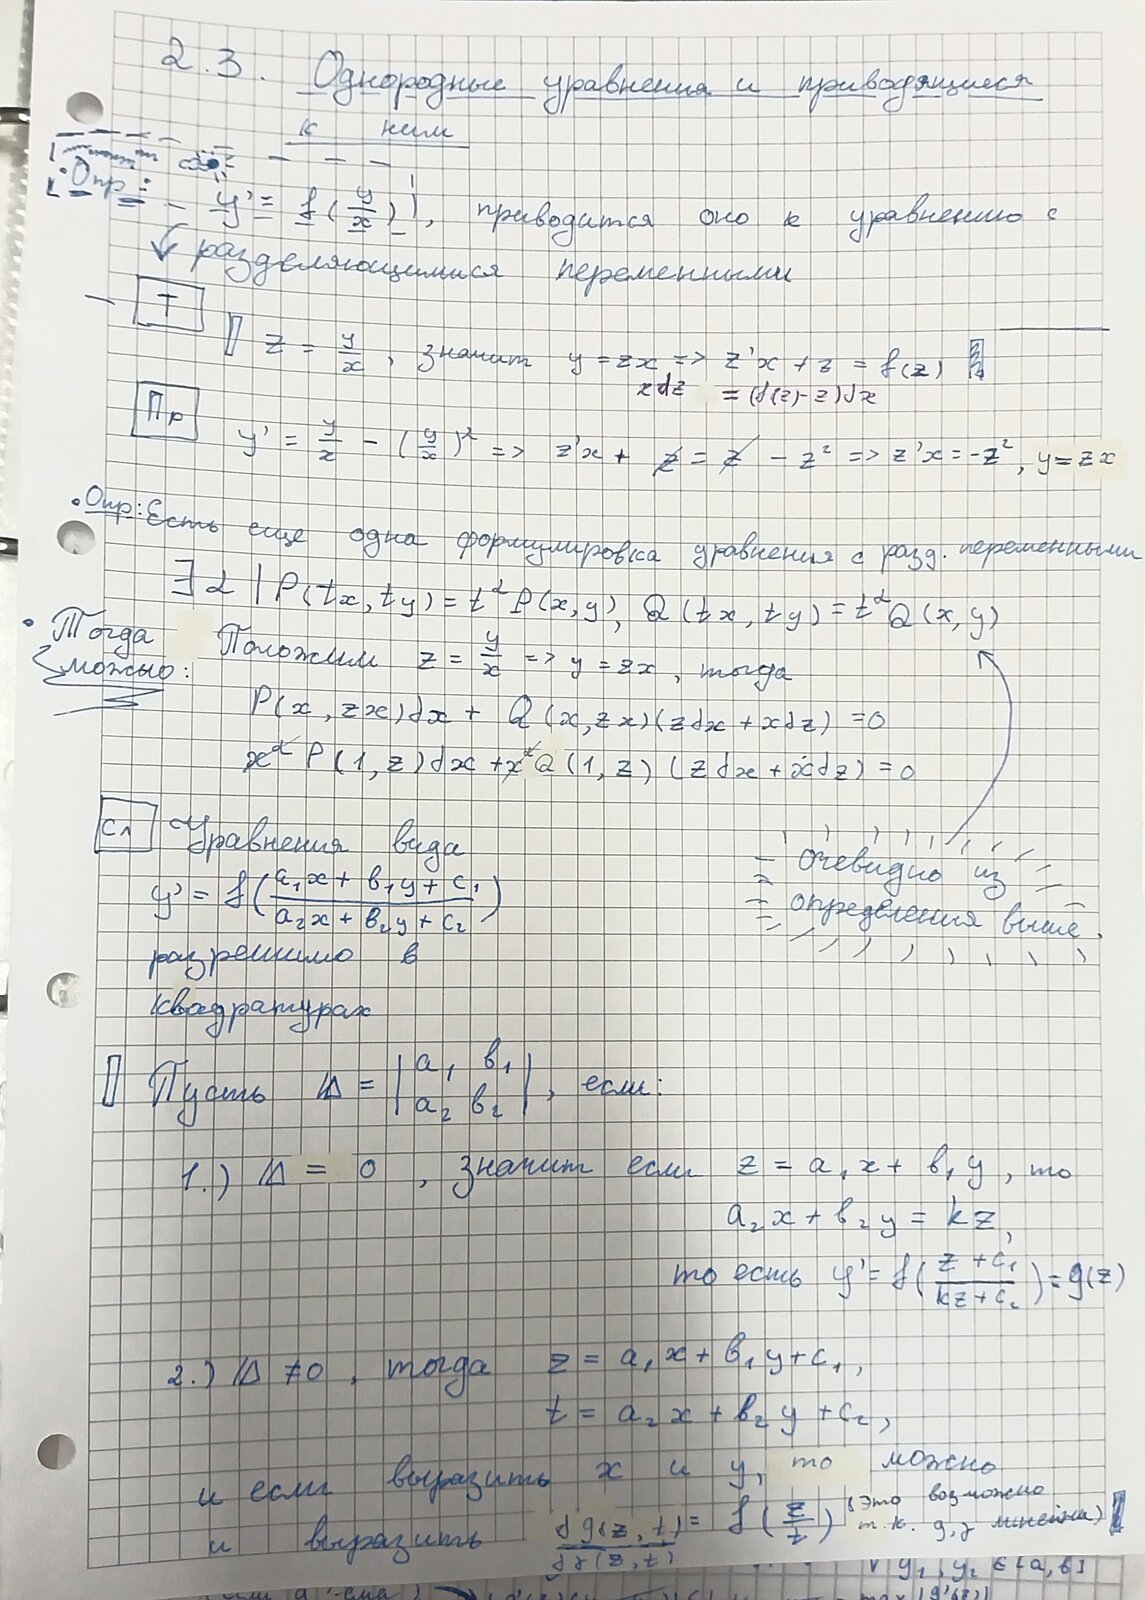 2.3. Однородные уравнения и приводящиеся
к ним
Опр: y' = f(y/x), приводится оно к уравнению с
разделяющимися переменными
Т
z = y/x, значит y = zx => z'x + z = f(z)
xdz = (f(z)-z)dx
Пр
y' = y/x - (y/x)² => z'x + z = z - z² => z'x = -z², y = zx
• Опр: Есть еще одна формулировка уравнения с разд. переменными
∃α | P(tx, ty) = t^α P(x, y), Q(tx, ty) = t^α Q(x, y)
• Тогда можно: Положим z = y/x => y = zx, тогда
P(x, zx)dx + Q(x, zx)(zdx + xdz) = 0
x^α P(1, z)dx + x^α Q(1, z)(zdx + xdz) = 0
Сл Уравнения вида
y' = f((a₁x + b₁y + c₁)/(a₂x + b₂y + c₂))
разрешимо в
квадратурах
очевидно из
определения выше.
Пусть Δ = |a₁ b₁
a₂ b₂|, если:
1.) Δ = 0, значит если z = a₁x + b₁y, то
a₂x + b₂y = kz,
то есть y' = f((z + c₁)/(kz + c₂)) = g(z)
2.) Δ ≠ 0, тогда z = a₁x + b₁y + c₁,
t = a₂x + b₂y + c₂,
и если выразить x и y, то можно
и выразить dg(z, t)/dγ(z, t) = f(z/t) (это возможно
т.к. g, γ линейна)